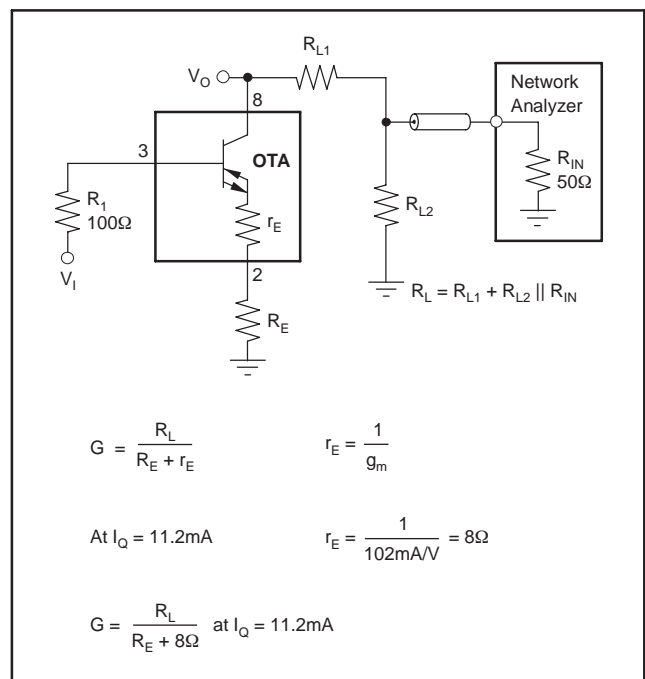 R_L1
V_O
8
Network
Analyzer
3
OTA
R_IN
50Ω
R_1
100Ω
R_L2
r_E
V_I
2
R_L = R_L1 + R_L2 || R_IN
R_E
G = R_L / (R_E + r_E)
r_E = 1 / g_m
At I_Q = 11.2mA
r_E = 1 / 102mA/V = 8Ω
G = R_L / (R_E + 8Ω) at I_Q = 11.2mA